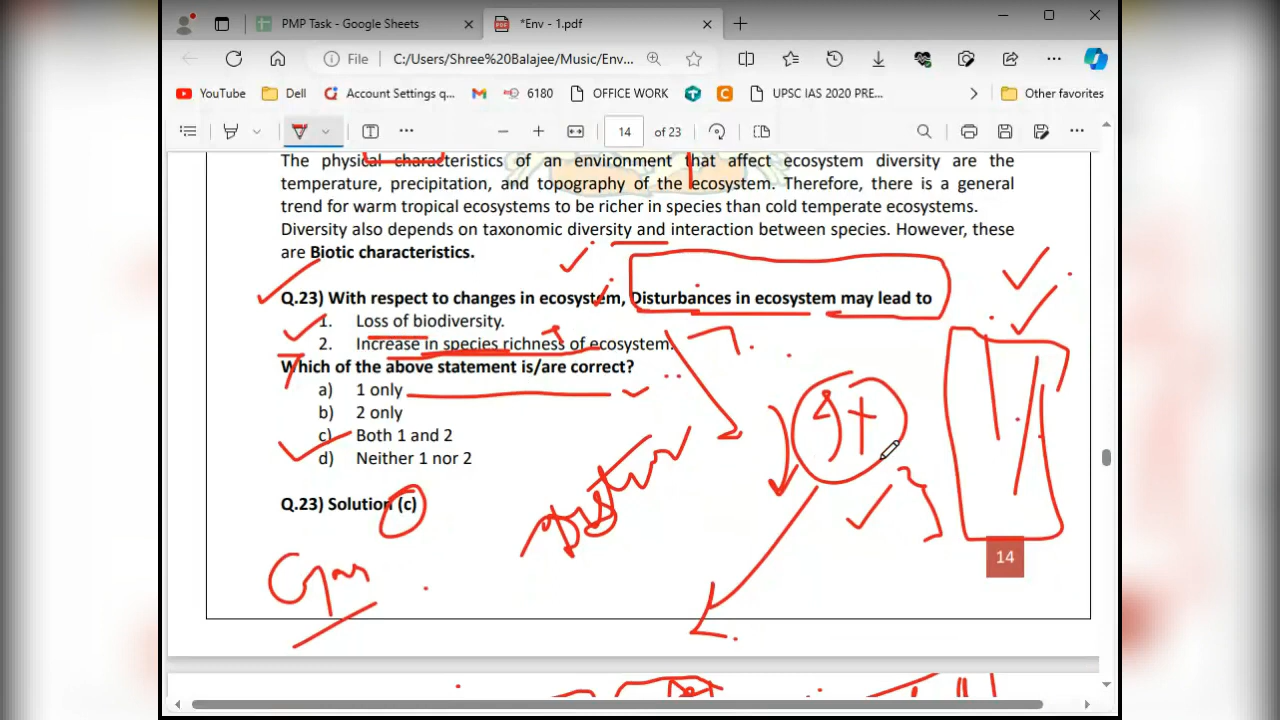 PMP Task - Google Sheets
*Env - 1.pdf
File
C:/Users/Shree%20Balajee/Music/Env...
YouTube
Dell
Account Settings q...
6180
OFFICE WORK
UPSC IAS 2020 PRE...
Other favorites
14 of 23
The physical characteristics of an environment that affect ecosystem diversity are the
temperature, precipitation, and topography of the ecosystem. Therefore, there is a general
trend for warm tropical ecosystems to be richer in species than cold temperate ecosystems.
Diversity also depends on taxonomic diversity and interaction between species. However, these
are Biotic characteristics.
Q.23) With respect to changes in ecosystem, Disturbances in ecosystem may lead to
1. Loss of biodiversity.
2. Increase in species richness of ecosystem.
Which of the above statement is/are correct?
a) 1 only
b) 2 only
c) Both 1 and 2
d) Neither 1 nor 2
Q.23) Solution (c)
14